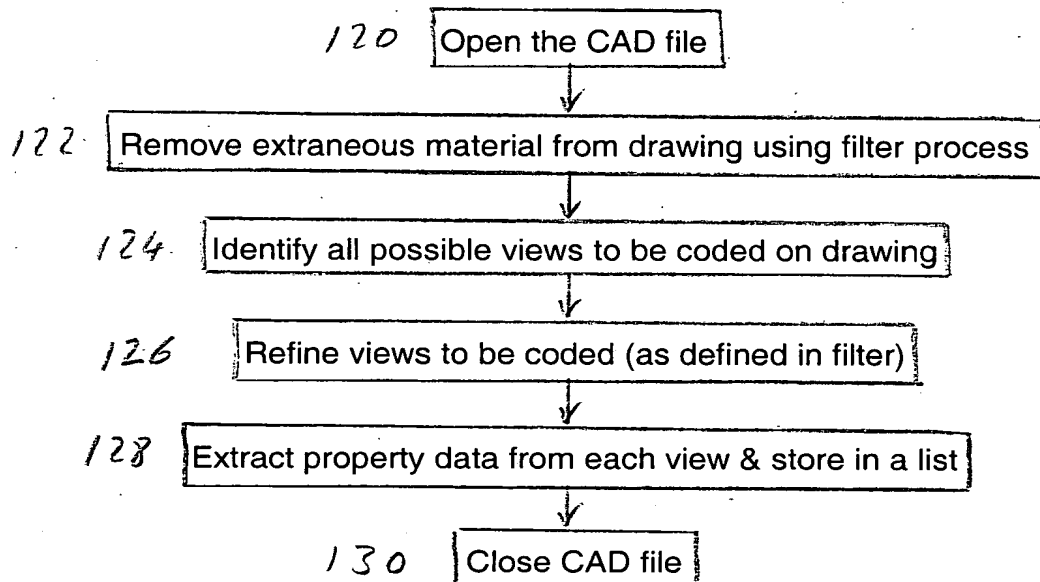 120 Open the CAD file
122 Remove extraneous material from drawing using filter process
124 Identify all possible views to be coded on drawing
126 Refine views to be coded (as defined in filter)
128 Extract property data from each view & store in a list
130 Close CAD file